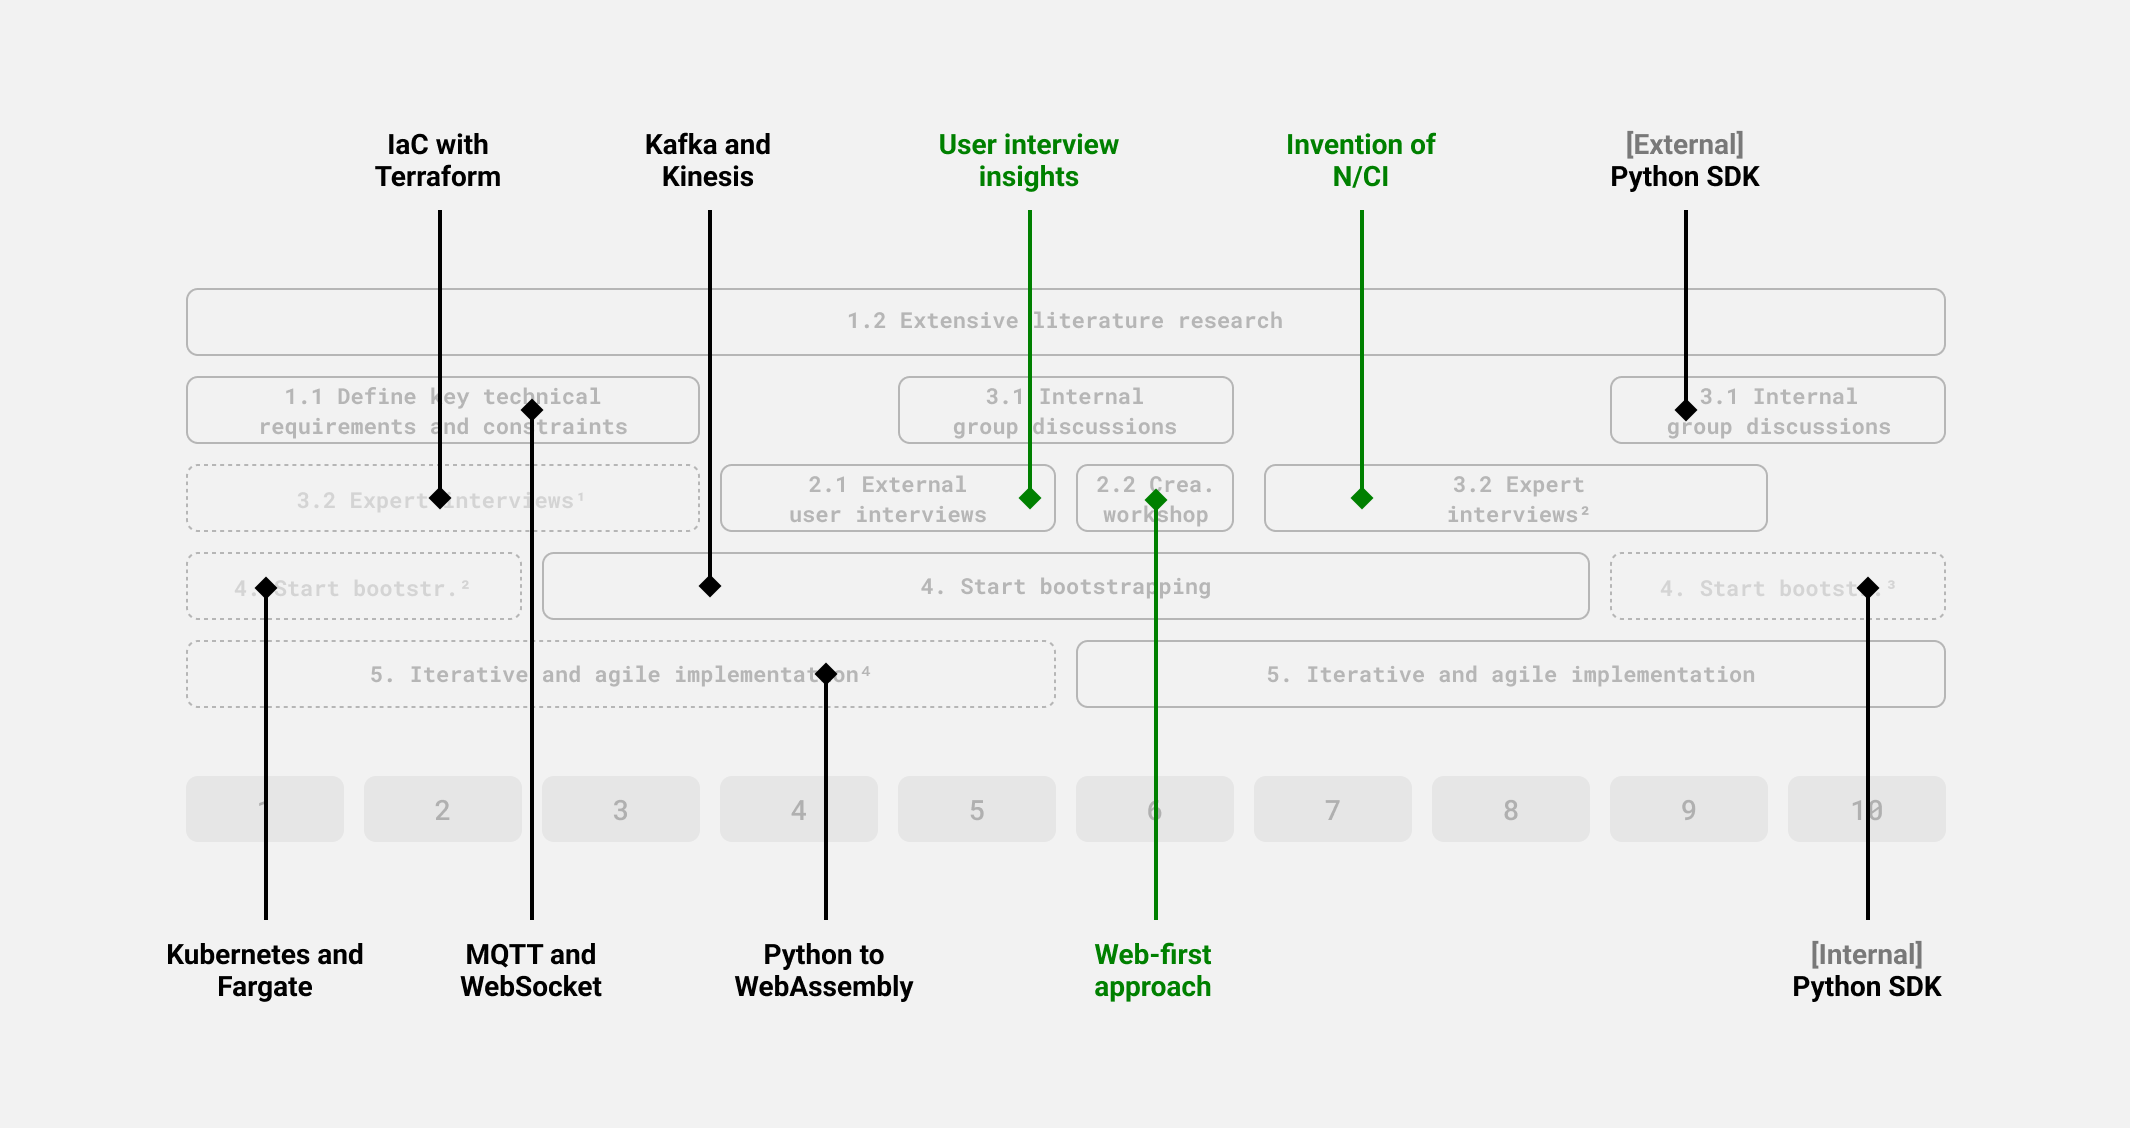 IaC with
Terraform
Kafka and
Kinesis
User interview
insights
Invention of
N/CI
[External]
Python SDK
1.2 Extensive literature research
1.1 Define key technical
requirements and constraints
3.1 Internal
group discussions
3.1 Internal
group discussions
3.2 Expert interviews¹
2.1 External
user interviews
2.2 Crea.
workshop
3.2 Expert
interviews²
4. Start bootstr.²
4. Start bootstrapping
4. Start bootstr.³
5. Iterative and agile implementation⁴
5. Iterative and agile implementation
1
2
3
4
5
6
7
8
9
10
Kubernetes and
Fargate
MQTT and
WebSocket
Python to
WebAssembly
Web-first
approach
[Internal]
Python SDK